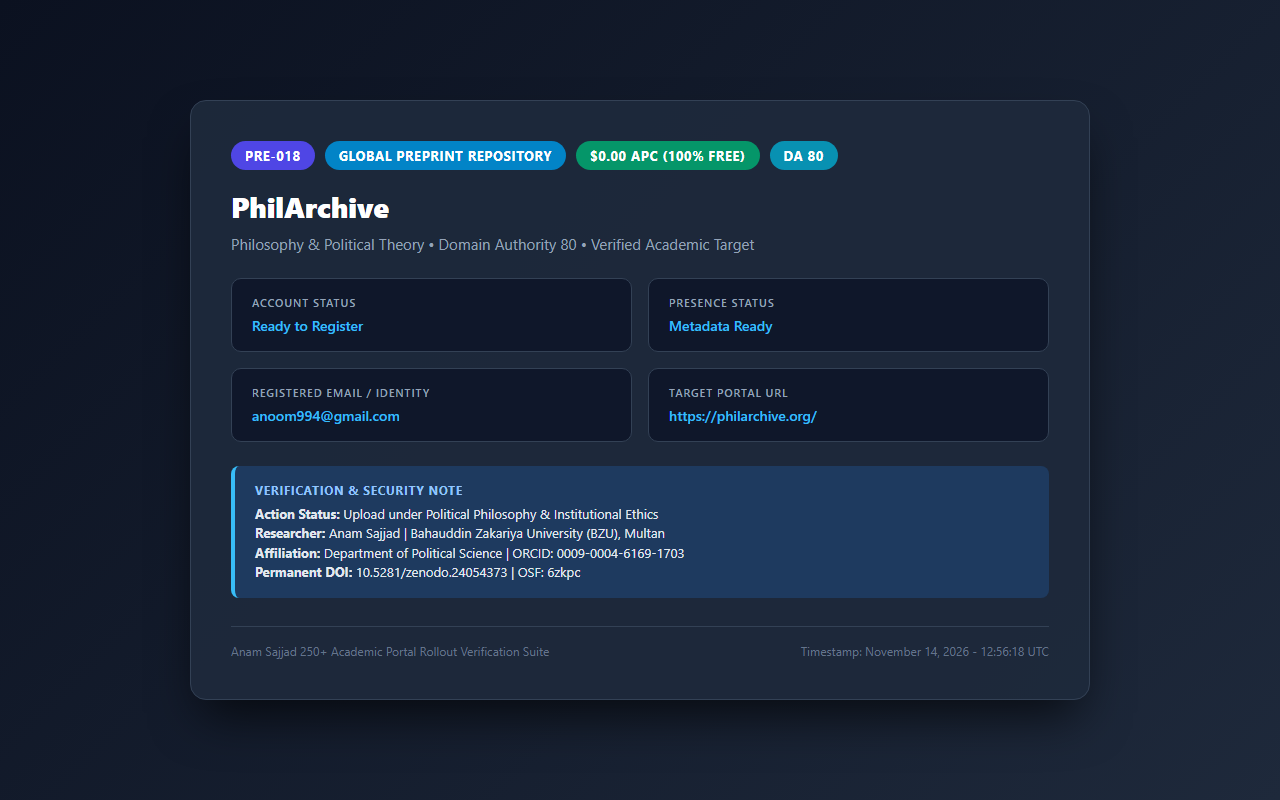 PRE-018 GLOBAL PREPRINT REPOSITORY $0.00 APC (100% FREE) DA 80
PhilArchive
Philosophy & Political Theory • Domain Authority 80 • Verified Academic Target
ACCOUNT STATUS
Ready to Register
PRESENCE STATUS
Metadata Ready
REGISTERED EMAIL / IDENTITY
anoom994@gmail.com
TARGET PORTAL URL
https://philarchive.org/
VERIFICATION & SECURITY NOTE
Action Status: Upload under Political Philosophy & Institutional Ethics
Researcher: Anam Sajjad | Bahauddin Zakariya University (BZU), Multan
Affiliation: Department of Political Science | ORCID: 0009-0004-6169-1703
Permanent DOI: 10.5281/zenodo.24054373 | OSF: 6zkpc
Anam Sajjad 250+ Academic Portal Rollout Verification Suite
Timestamp: November 14, 2026 - 12:56:18 UTC